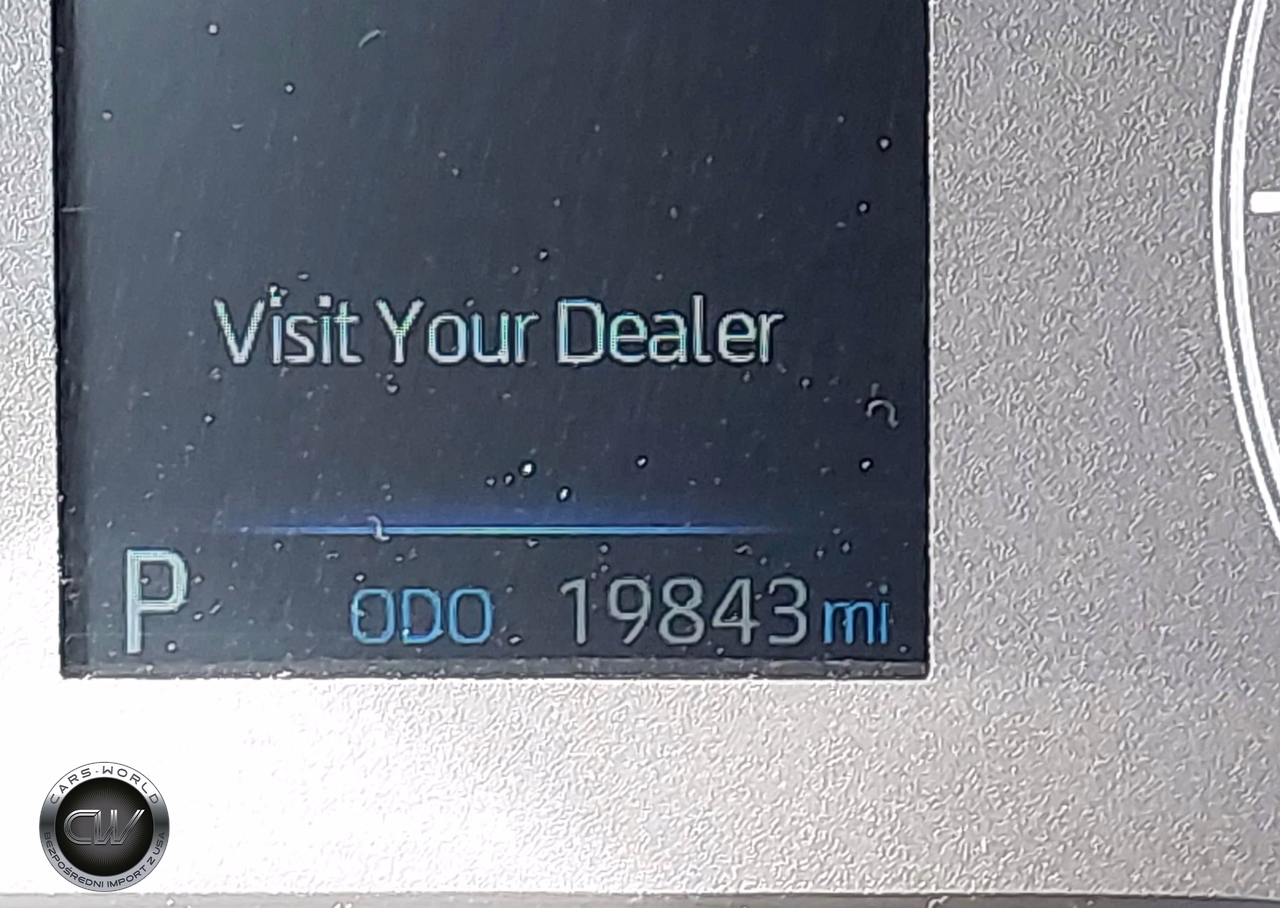 Visit Your Dealer
P ODO 19843 mi
CARS-WORLD
CW
BEZPOŚREDNI IMPORT Z USA